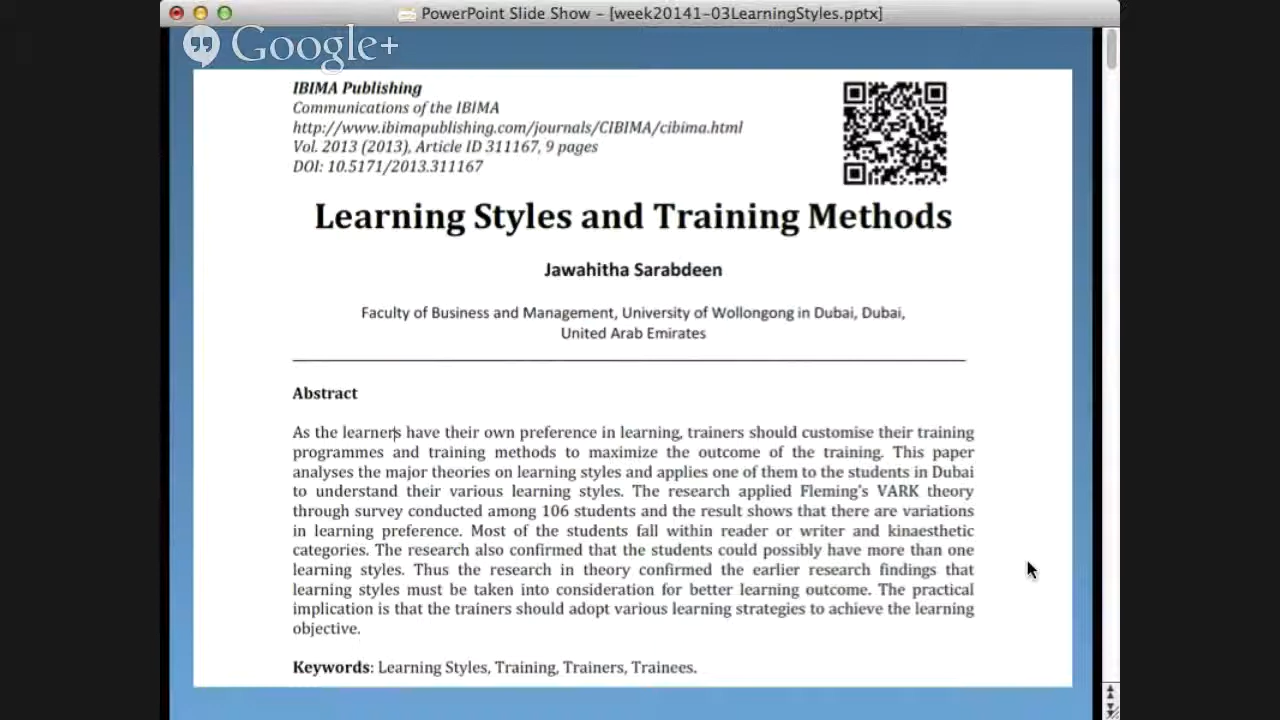 PowerPoint Slide Show – [week20141-03LearningStyles.pptx]
Google+
IBIMA Publishing
Communications of the IBIMA
http://www.ibimapublishing.com/journals/CIBIMA/cibima.html
Vol. 2013 (2013), Article ID 311167, 9 pages
DOI: 10.5171/2013.311167
Learning Styles and Training Methods
Jawahitha Sarabdeen
Faculty of Business and Management, University of Wollongong in Dubai, Dubai,
United Arab Emirates
Abstract
As the learners have their own preference in learning, trainers should customise their training
programmes and training methods to maximize the outcome of the training. This paper
analyses the major theories on learning styles and applies one of them to the students in Dubai
to understand their various learning styles. The research applied Fleming's VARK theory
through survey conducted among 106 students and the result shows that there are variations
in learning preference. Most of the students fall within reader or writer and kinaesthetic
categories. The research also confirmed that the students could possibly have more than one
learning styles. Thus the research in theory confirmed the earlier research findings that
learning styles must be taken into consideration for better learning outcome. The practical
implication is that the trainers should adopt various learning strategies to achieve the learning
objective.
Keywords: Learning Styles, Training, Trainers, Trainees.